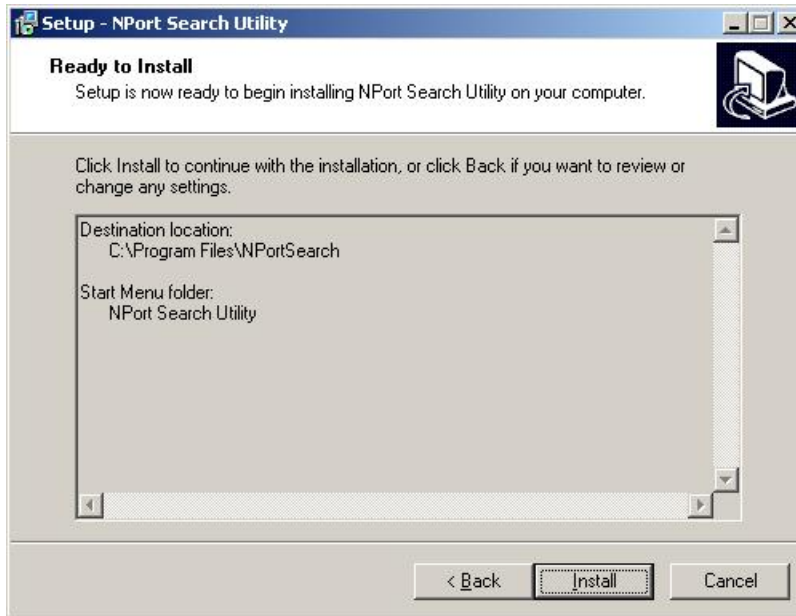 Setup - NPort Search Utility
Ready to Install
Setup is now ready to begin installing NPort Search Utility on your computer.
Click Install to continue with the installation, or click Back if you want to review or
change any settings.
Destination location:
C:\Program Files\NPortSearch
Start Menu folder:
NPort Search Utility
< Back
Install
Cancel